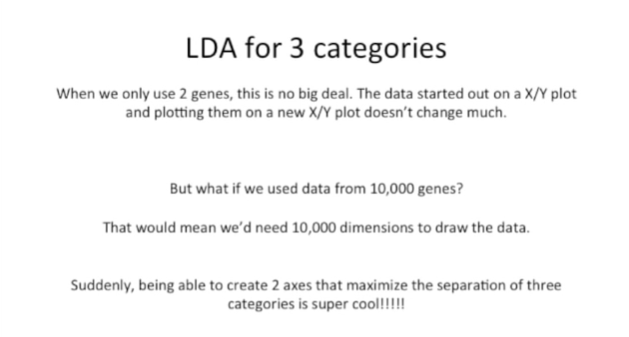 LDA for 3 categories
When we only use 2 genes, this is no big deal. The data started out on a X/Y plot
and plotting them on a new X/Y plot doesn't change much.
But what if we used data from 10,000 genes?
That would mean we'd need 10,000 dimensions to draw the data.
Suddenly, being able to create 2 axes that maximize the separation of three
categories is super cool!!!!!